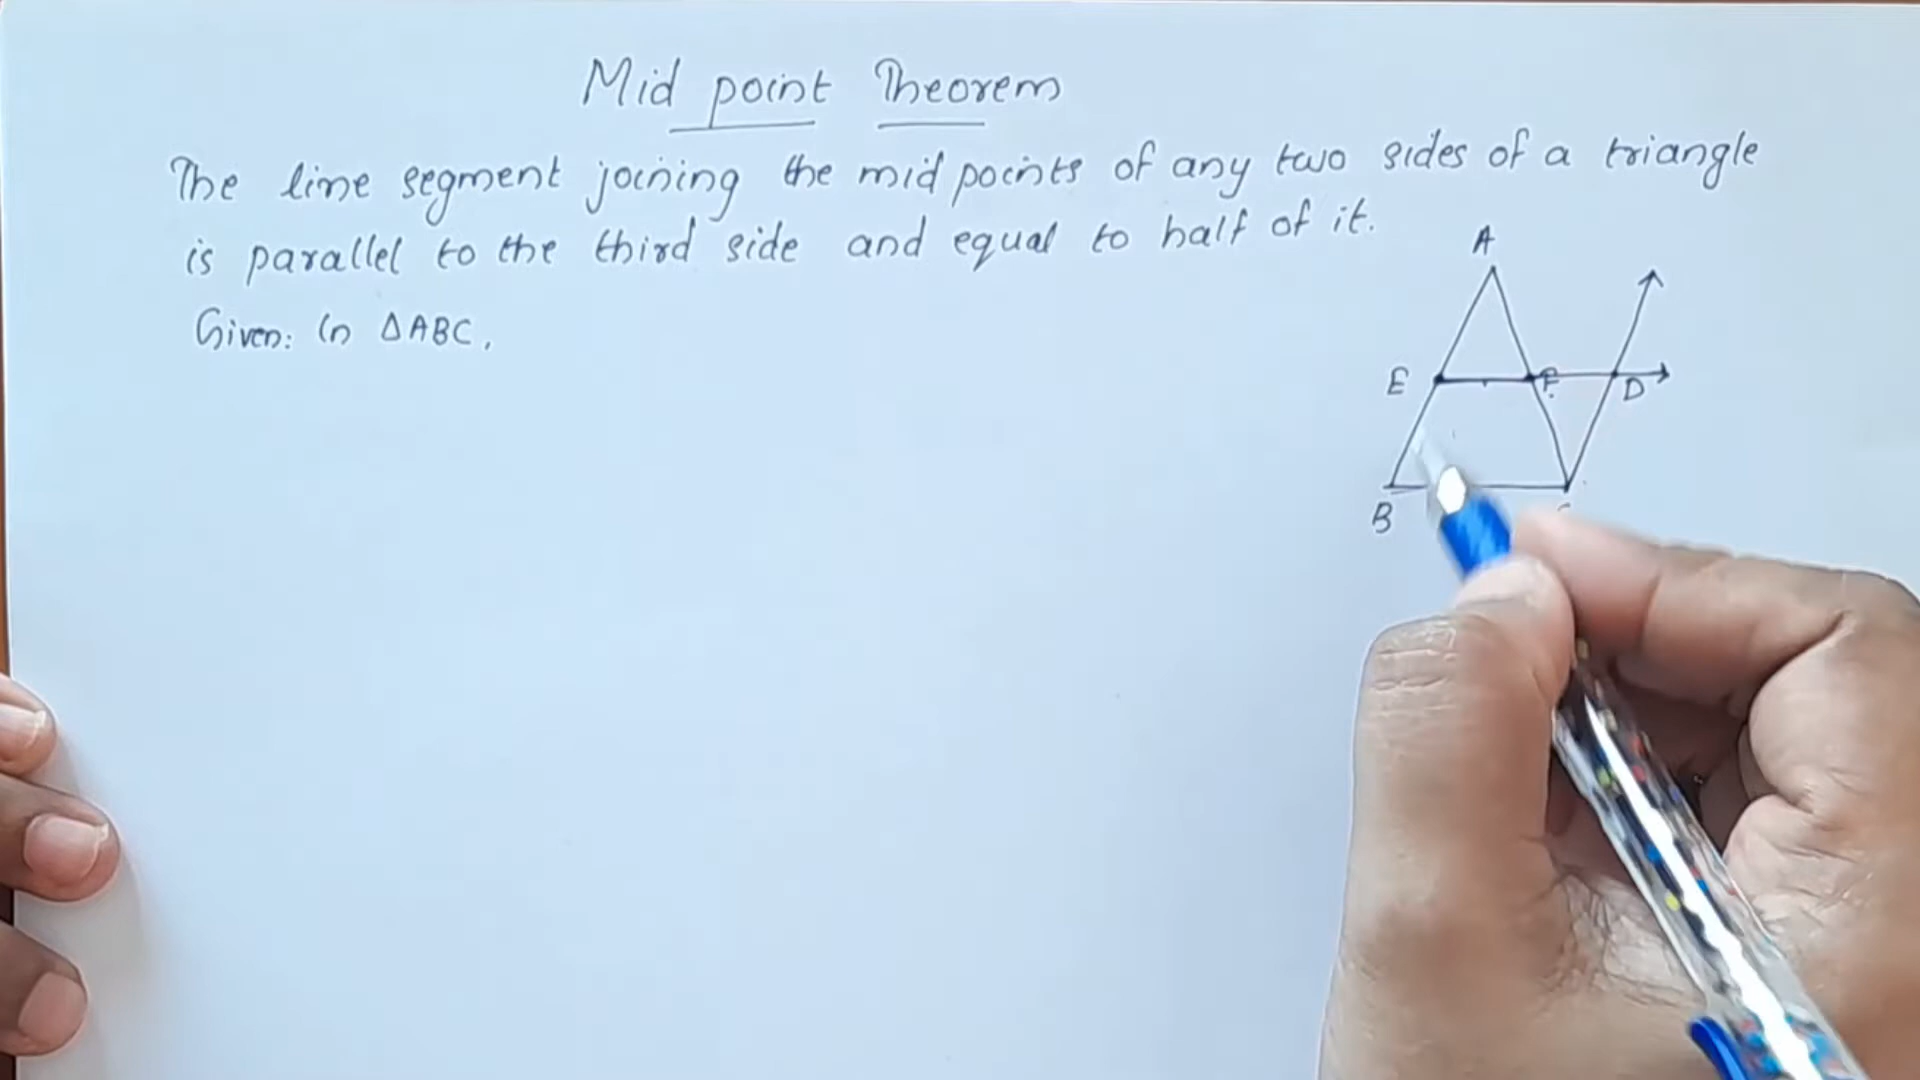 Mid point Theorem
The line segment joining the mid points of any two sides of a triangle
is parallel to the third side and equal to half of it.
Given: In ΔABC,
A
E F D
B